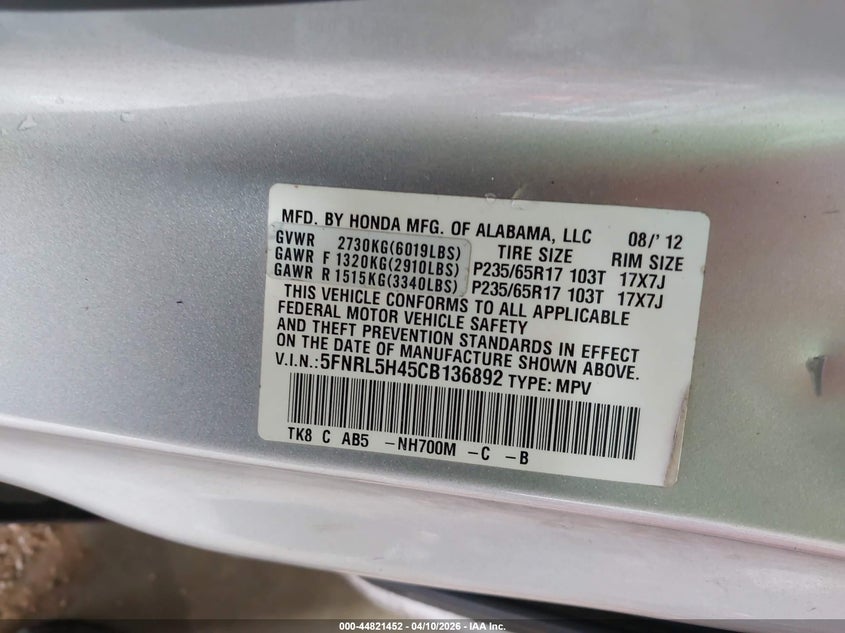 MFD. BY HONDA MFG. OF ALABAMA, LLC 08/' 12
GVWR 2730KG(6019LBS) TIRE SIZE RIM SIZE
GAWR F 1320KG(2910LBS) P235/65R17 103T 17X7J
GAWR R 1515KG(3340LBS) P235/65R17 103T 17X7J
THIS VEHICLE CONFORMS TO ALL APPLICABLE
FEDERAL MOTOR VEHICLE SAFETY
AND THEFT PREVENTION STANDARDS IN EFFECT
ON THE DATE OF MANUFACTURE SHOWN ABOVE.
V.I.N.:5FNRL5H45CB136892 TYPE: MPV
TK8 C AB5 -NH700M -C -B
000-44821452 - 04/10/2026 - IAA Inc.